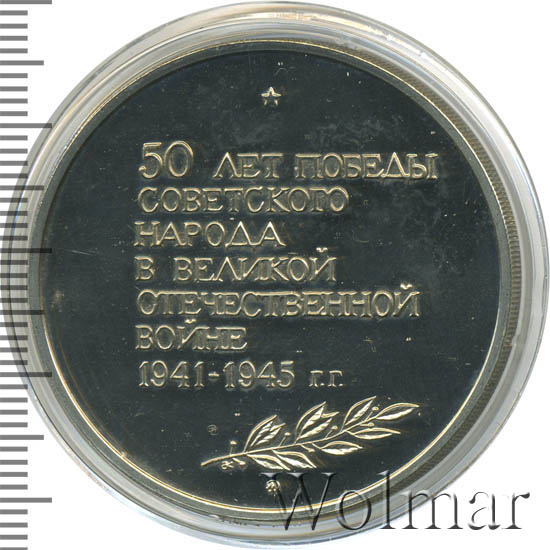 50 ЛЕТ ПОБЕДЫ
СОВЕТСКОГО
НАРОДА
В ВЕЛИКОЙ
ОТЕЧЕСТВЕННОЙ
ВОЙНЕ
1941-1945 г.г.
Wolmar